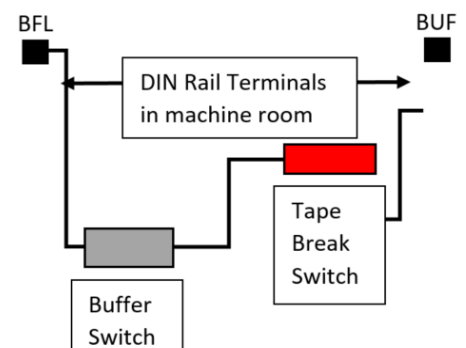 BFL
BUF
DIN Rail Terminals
in machine room
Tape
Break
Switch
Buffer
Switch